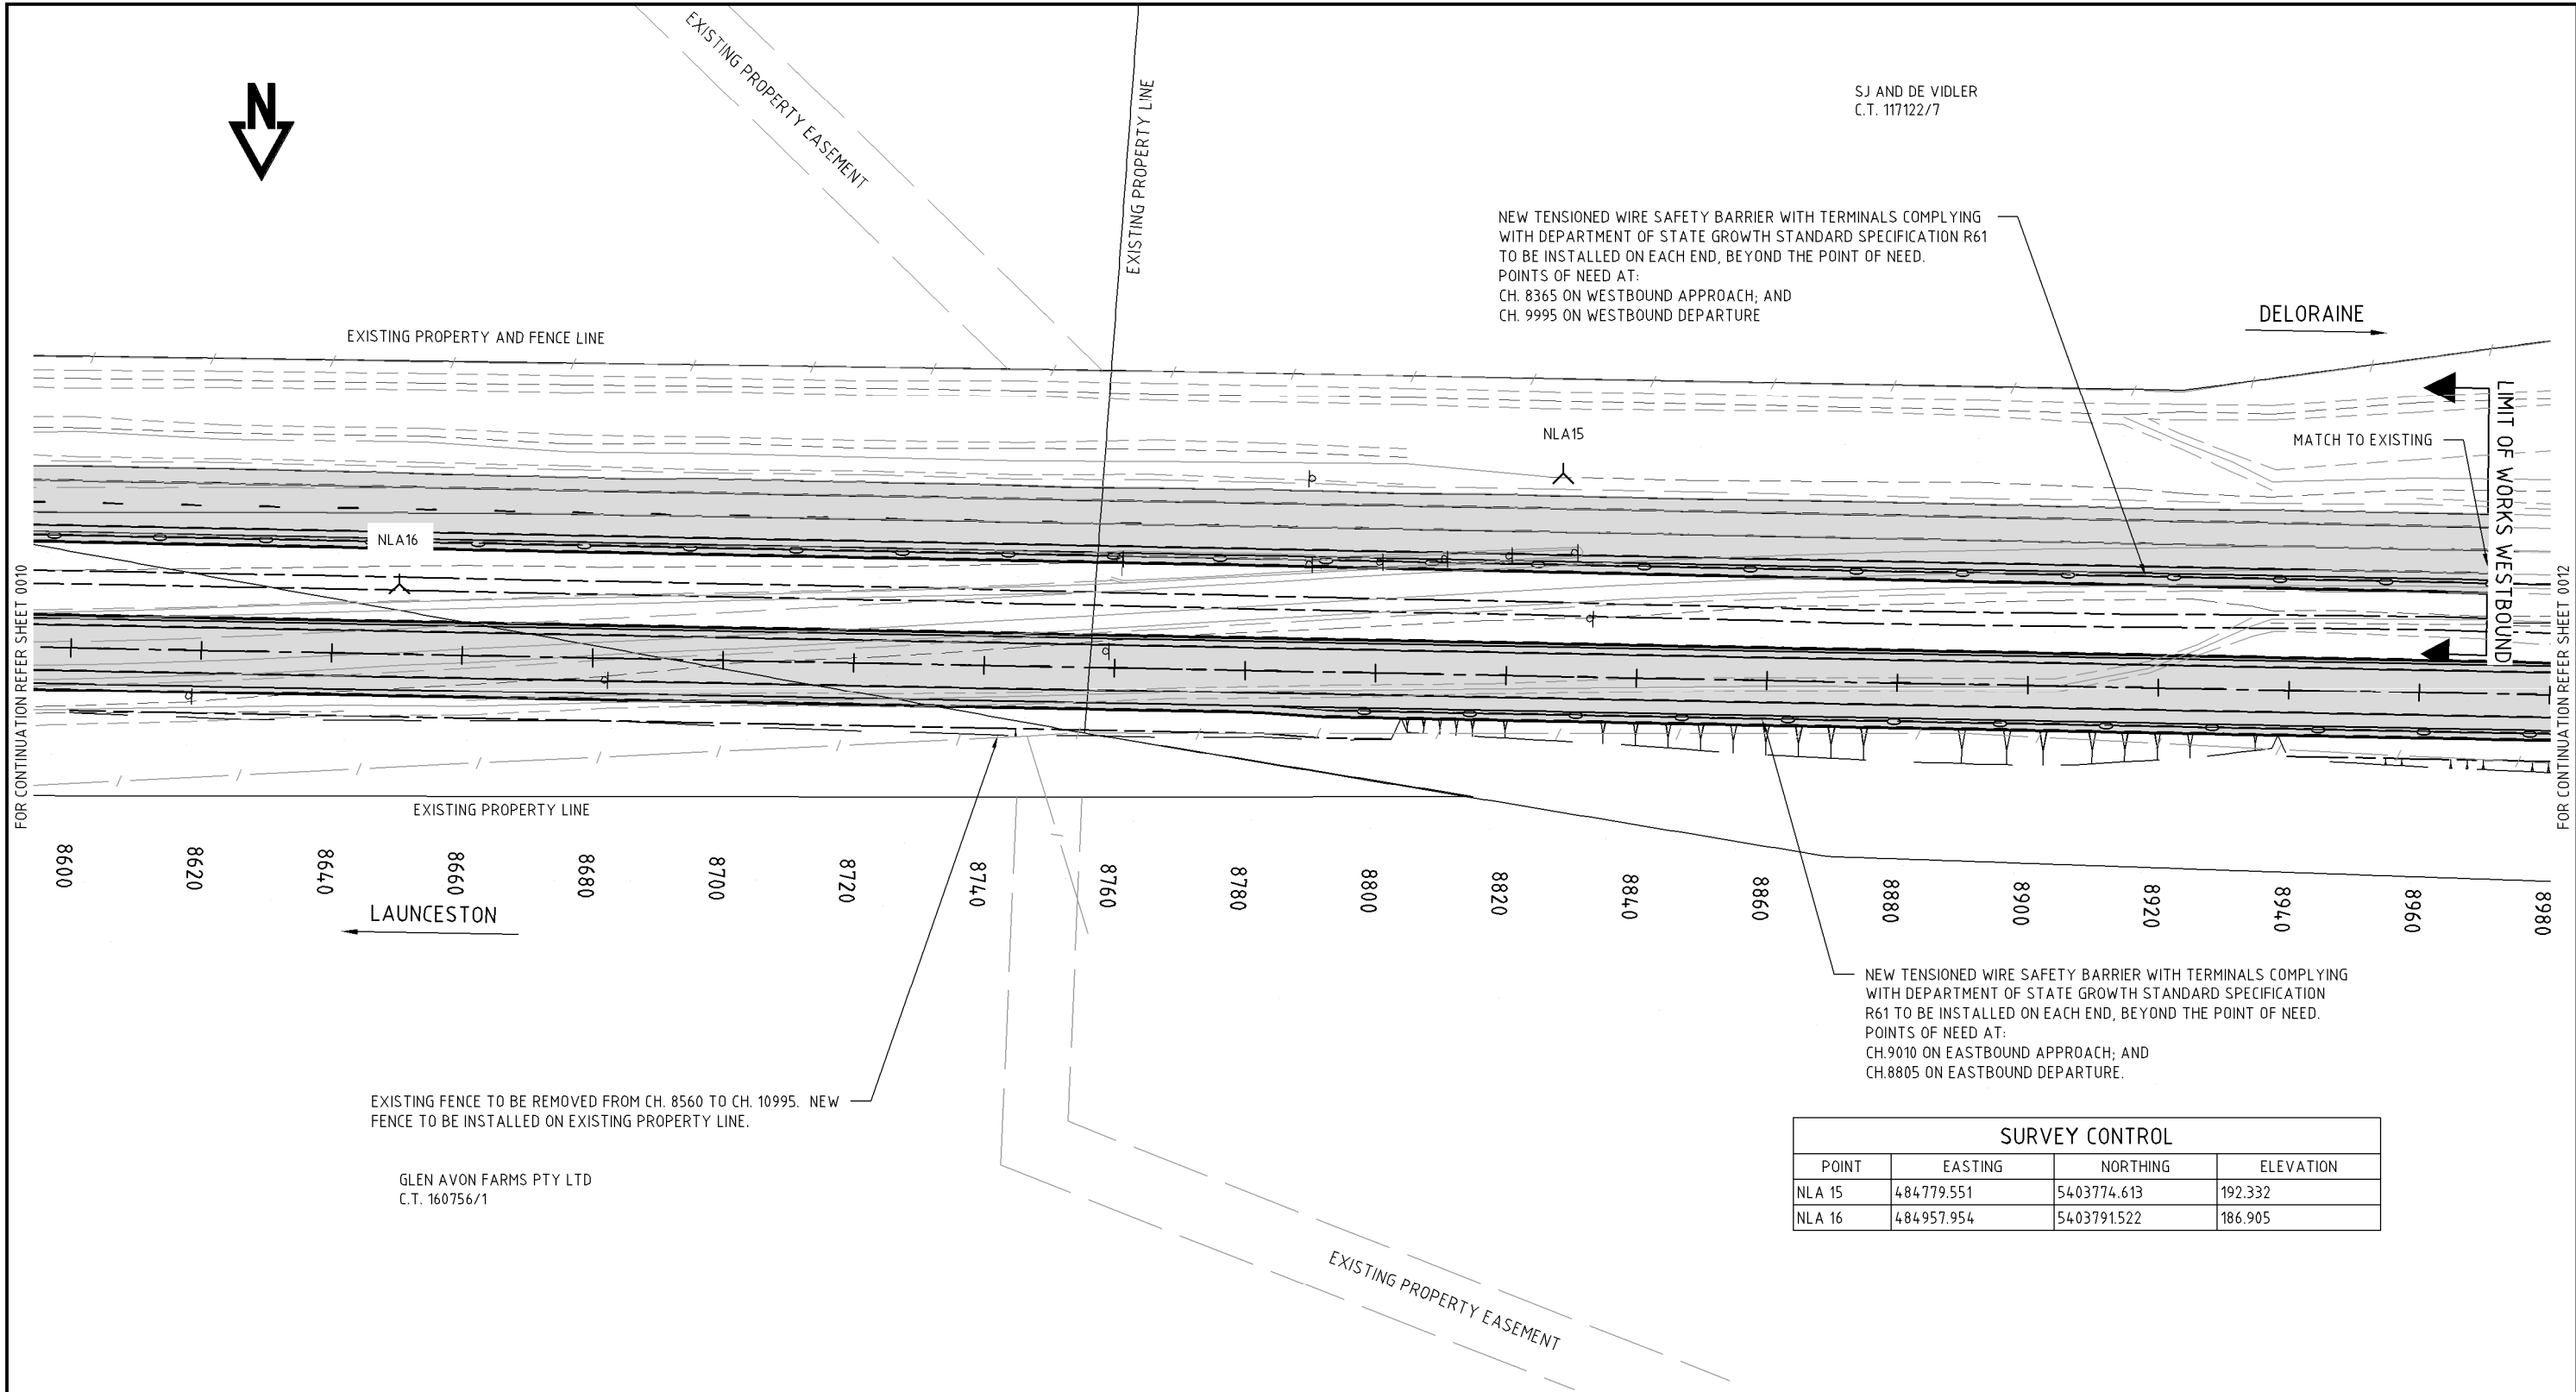 N
EXISTING PROPERTY EASEMENT
EXISTING PROPERTY LINE
SJ AND DE VIDLER
C.T. 117122/7
NEW TENSIONED WIRE SAFETY BARRIER WITH TERMINALS COMPLYING
WITH DEPARTMENT OF STATE GROWTH STANDARD SPECIFICATION R61
TO BE INSTALLED ON EACH END, BEYOND THE POINT OF NEED.
POINTS OF NEED AT:
CH. 8365 ON WESTBOUND APPROACH; AND
CH. 9995 ON WESTBOUND DEPARTURE
DELORAINE
EXISTING PROPERTY AND FENCE LINE
NLA15
MATCH TO EXISTING
LIMIT OF WORKS WESTBOUND
NLA16
FOR CONTINUATION REFER SHEET 0010
FOR CONTINUATION REFER SHEET 0012
EXISTING PROPERTY LINE
8600
8620
8640
8660
8680
8700
8720
8740
8760
8780
8800
8820
8840
8860
8880
8900
8920
8940
8960
8980
LAUNCESTON
NEW TENSIONED WIRE SAFETY BARRIER WITH TERMINALS COMPLYING
WITH DEPARTMENT OF STATE GROWTH STANDARD SPECIFICATION
R61 TO BE INSTALLED ON EACH END, BEYOND THE POINT OF NEED.
POINTS OF NEED AT:
CH.9010 ON EASTBOUND APPROACH; AND
CH.8805 ON EASTBOUND DEPARTURE.
EXISTING FENCE TO BE REMOVED FROM CH. 8560 TO CH. 10995. NEW
FENCE TO BE INSTALLED ON EXISTING PROPERTY LINE.
GLEN AVON FARMS PTY LTD
C.T. 160756/1
SURVEY CONTROL
POINT EASTING NORTHING ELEVATION
NLA 15 484779.551 5403774.613 192.332
NLA 16 484957.954 5403791.522 186.905
EXISTING PROPERTY EASEMENT